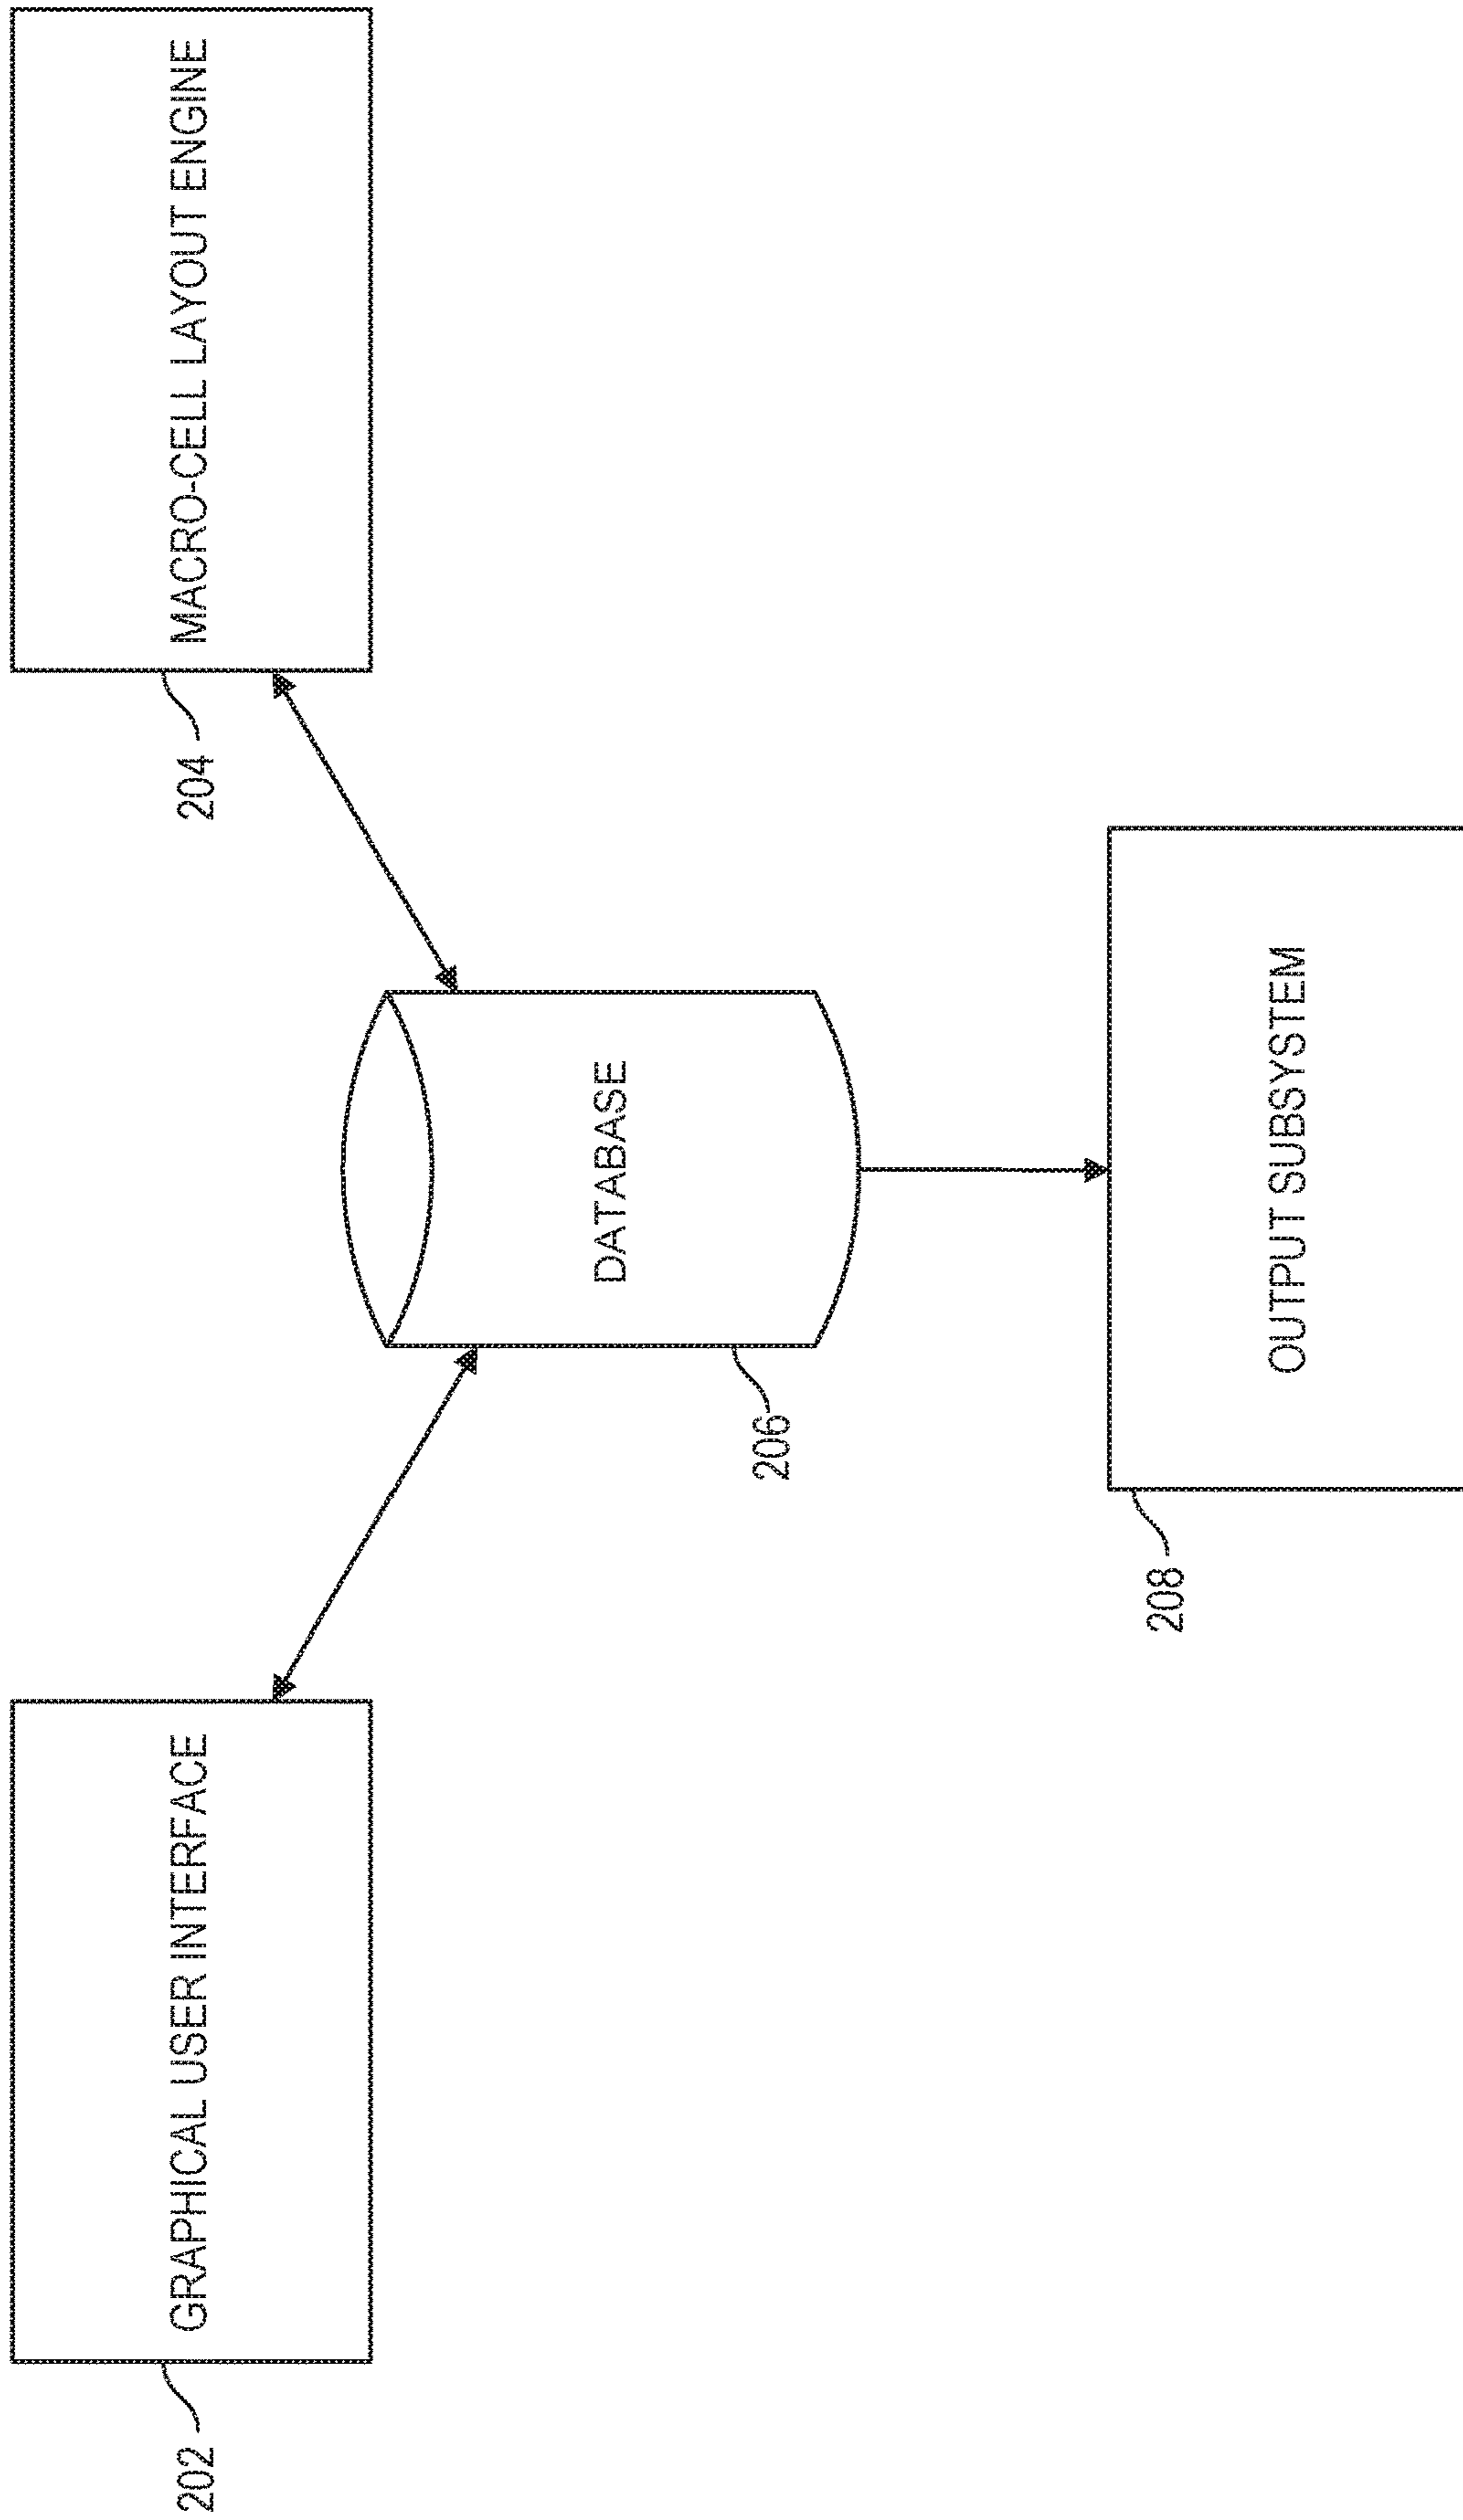 GRAPHICAL USER INTERFACE
MACRO-CELL LAYOUT ENGINE
202
204
DATABASE
206
208
OUTPUT SUBSYSTEM